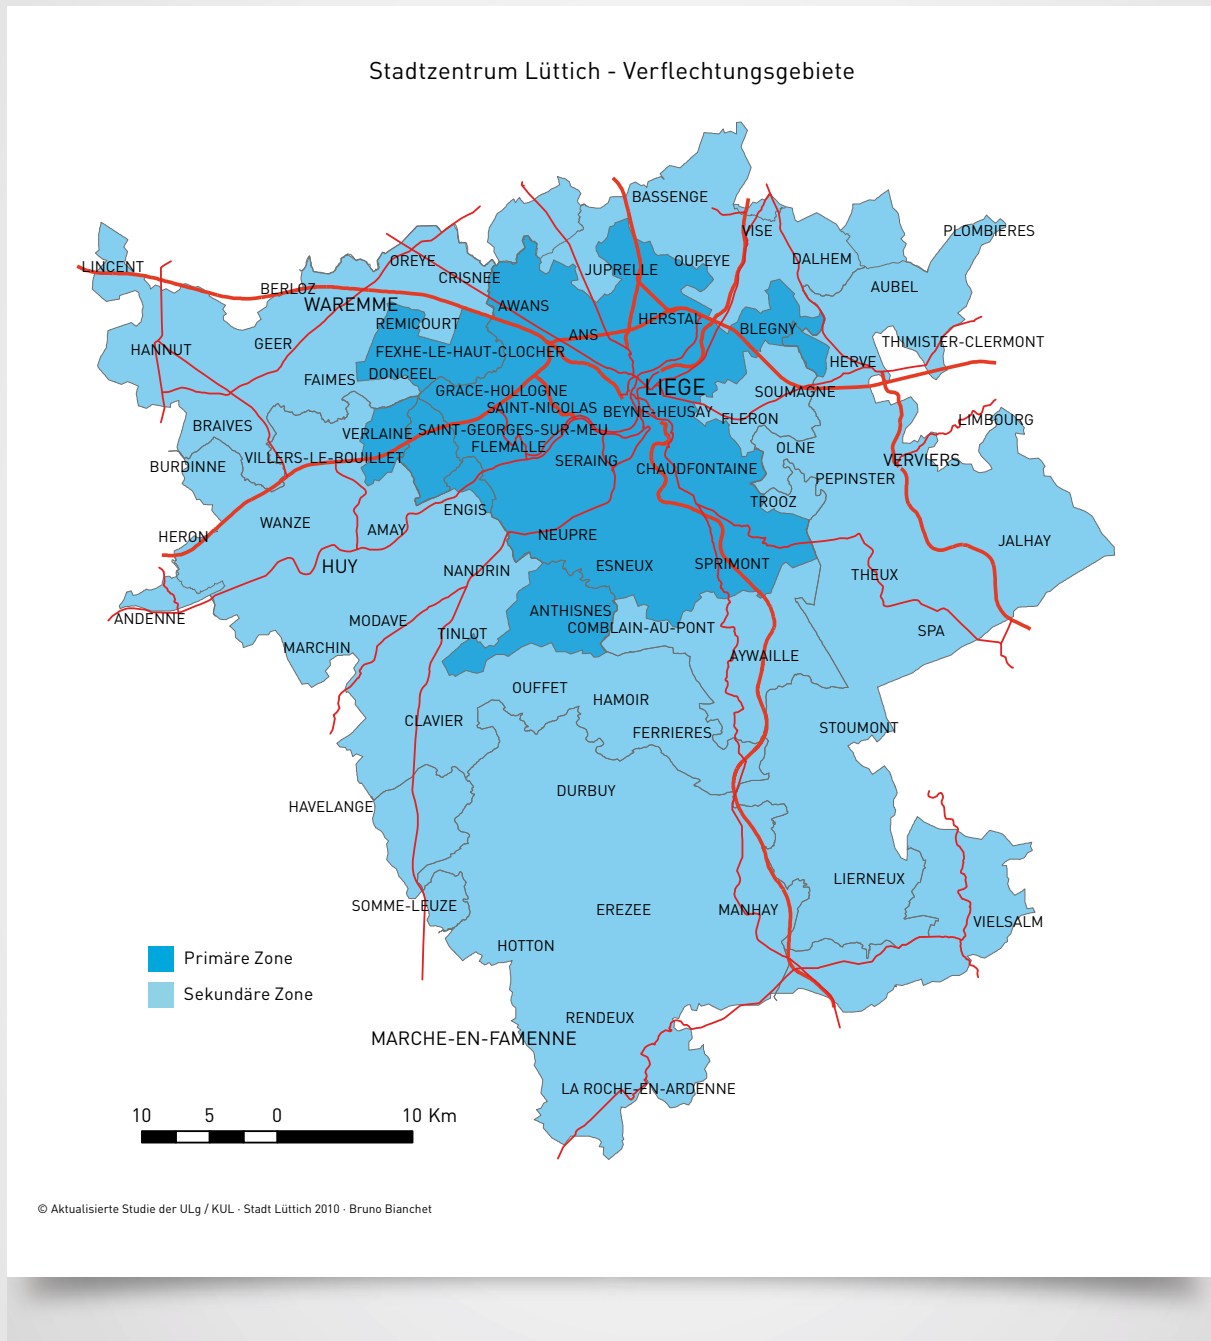 Stadtzentrum Lüttich - Verflechtungsgebiete
BASSENGE
VISE
PLOMBIERES
DALHEM
OREYE
OUPEYE
LINCENT
JUPRELLE
CRISNEE
AUBEL
BERLOZ
WAREMME
AWANS
HERSTAL
REMICOURT
BLEGNY
ANS
THIMISTER-CLERMONT
GEER
HANNUT
FEXHE-LE-HAUT-CLOCHER
HERVE
DONCEEL
FAIMES
LIEGE
GRACE-HOLLOGNE
SOUMAGNE
SAINT-NICOLAS
BEYNE-HEUSAY
FLERON
LIMBOURG
BRAIVES
SAINT-GEORGES-SUR-MEU
VERLAINE
FLEMALLE
OLNE
VILLERS-LE-BOUILLET
SERAING
VERVIERS
BURDINNE
CHAUDFONTAINE
PEPINSTER
TROOZ
ENGIS
WANZE
AMAY
HERON
NEUPRE
JALHAY
HUY
ESNEUX
SPRIMONT
NANDRIN
THEUX
ANTHISNES
ANDENNE
MODAVE
COMBLAIN-AU-PONT
TINLOT
SPA
MARCHIN
AYWAILLE
OUFFET
HAMOIR
CLAVIER
STOUMONT
FERRIERES
DURBUY
HAVELANGE
LIERNEUX
SOMME-LEUZE
EREZEE
MANHAY
VIELSALM
HOTTON
Primäre Zone
Sekundäre Zone
RENDEUX
MARCHE-EN-FAMENNE
LA ROCHE-EN-ARDENNE
10 5 0 10 Km
© Aktualisierte Studie der ULg / KUL · Stadt Lüttich 2010 · Bruno Bianchet